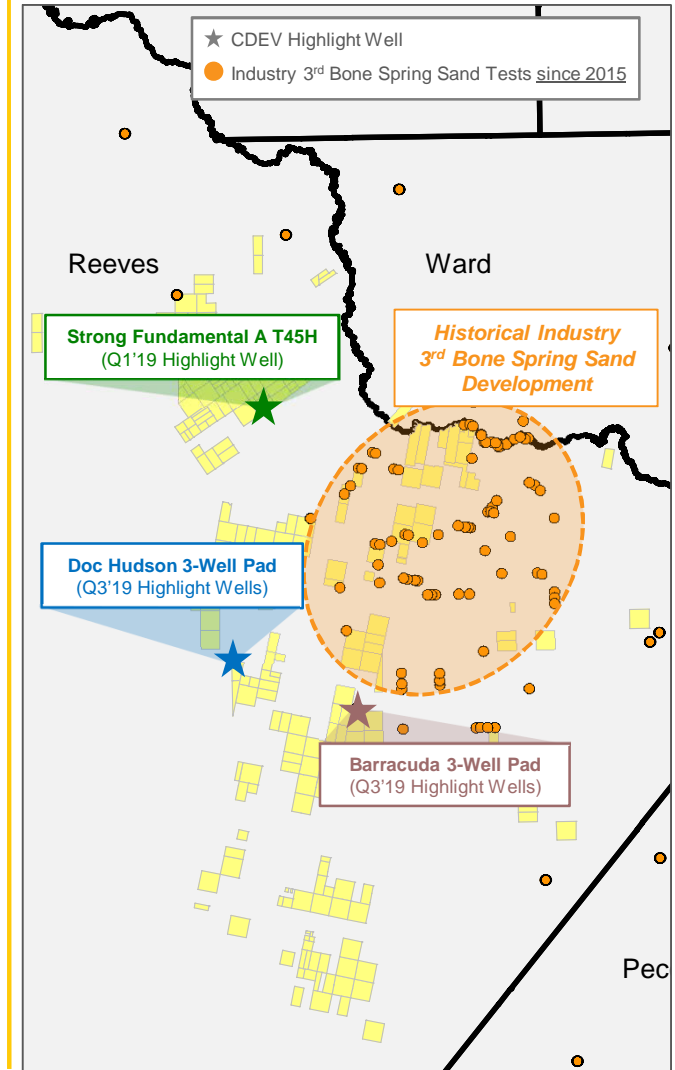 CDEV Highlight Well
Industry 3rd Bone Spring Sand Tests since 2015
Reeves
Ward
Strong Fundamental A T45H
(Q1'19 Highlight Well)
Historical Industry
3rd Bone Spring Sand
Development
Doc Hudson 3-Well Pad
(Q3'19 Highlight Wells)
Barracuda 3-Well Pad
(Q3'19 Highlight Wells)
Pec